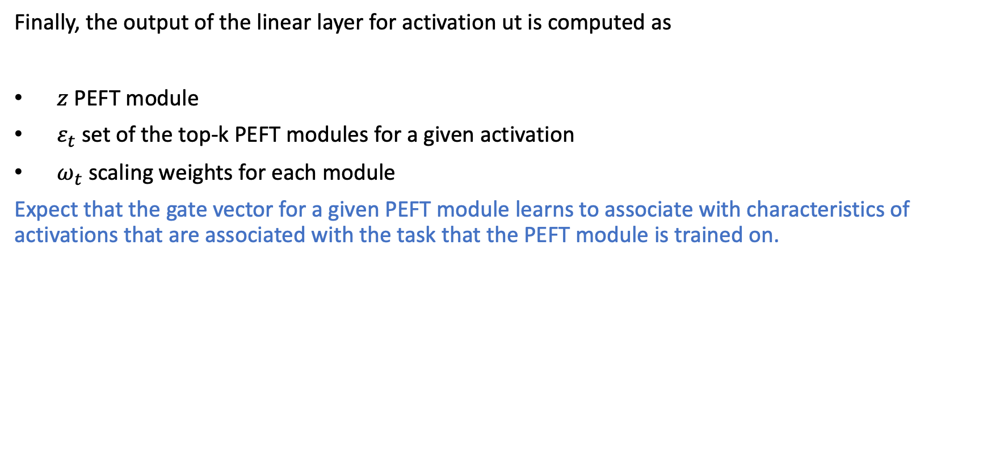 Finally, the output of the linear layer for activation ut is computed as
• z PEFT module
• εₜ set of the top-k PEFT modules for a given activation
• ωₜ scaling weights for each module
Expect that the gate vector for a given PEFT module learns to associate with characteristics of
activations that are associated with the task that the PEFT module is trained on.